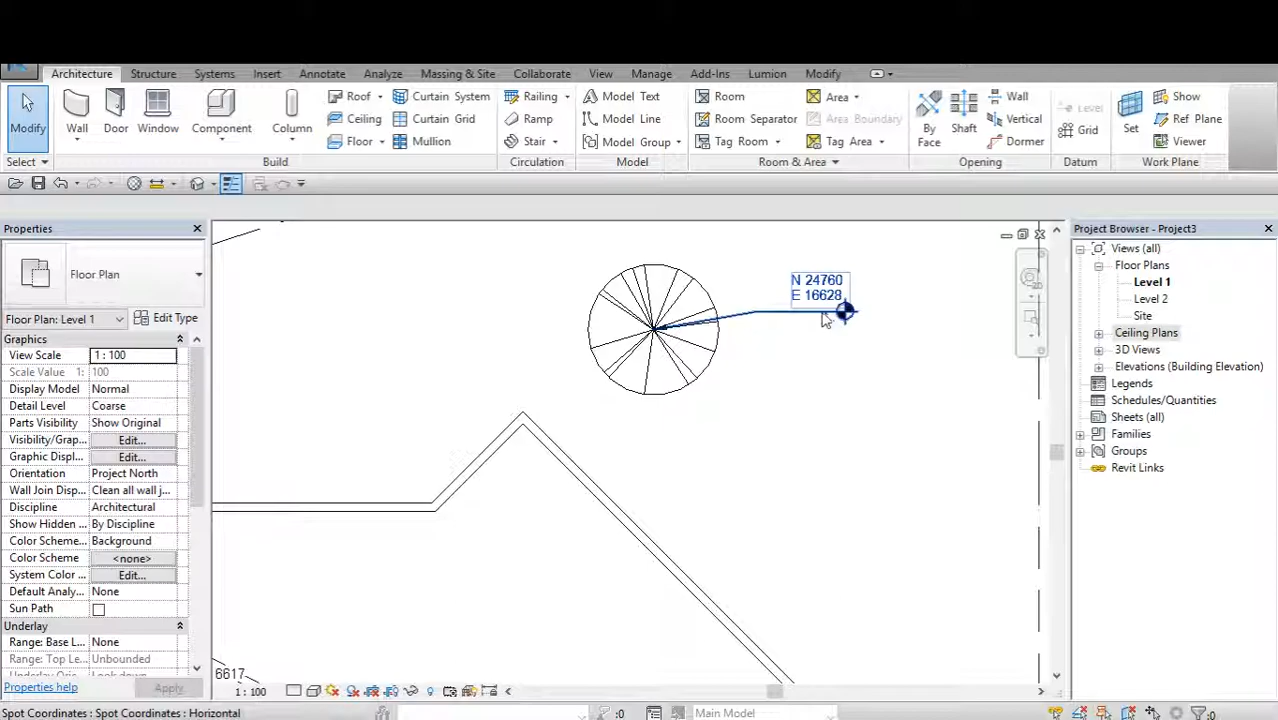 Architecture Structure Systems Insert Annotate Analyze Massing & Site Collaborate View Manage Add-Ins Lumion Modify
Modify Wall Door Window Component Column
Roof Curtain System Railing Model Text Room Area Wall Show
Ceiling Curtain Grid Ramp Model Line Room Separator Area Boundary By Face Shaft Vertical Level Set Ref Plane
Floor Mullion Stair Model Group Tag Room Tag Area Dormer Grid Viewer
Select Build Circulation Model Room & Area Opening Datum Work Plane
Properties
Floor Plan
Floor Plan: Level 1 Edit Type
Graphics
View Scale 1 : 100
Scale Value 1: 100
Display Model Normal
Detail Level Coarse
Parts Visibility Show Original
Visibility/Grap... Edit...
Graphic Displ... Edit...
Orientation Project North
Wall Join Disp... Clean all wall j...
Discipline Architectural
Show Hidden ... By Discipline
Color Scheme... Background
Color Scheme <none>
System Color ... Edit...
Default Analy... None
Sun Path
Underlay
Range: Base L... None
Range: Top Le... Unbounded
Properties help Apply
N 24760
E 16628
6617
1 : 100
Project Browser - Project3
Views (all)
Floor Plans
Level 1
Level 2
Site
Ceiling Plans
3D Views
Elevations (Building Elevation)
Legends
Schedules/Quantities
Sheets (all)
Families
Groups
Revit Links
Spot Coordinates : Spot Coordinates : Horizontal :0 Main Model :0